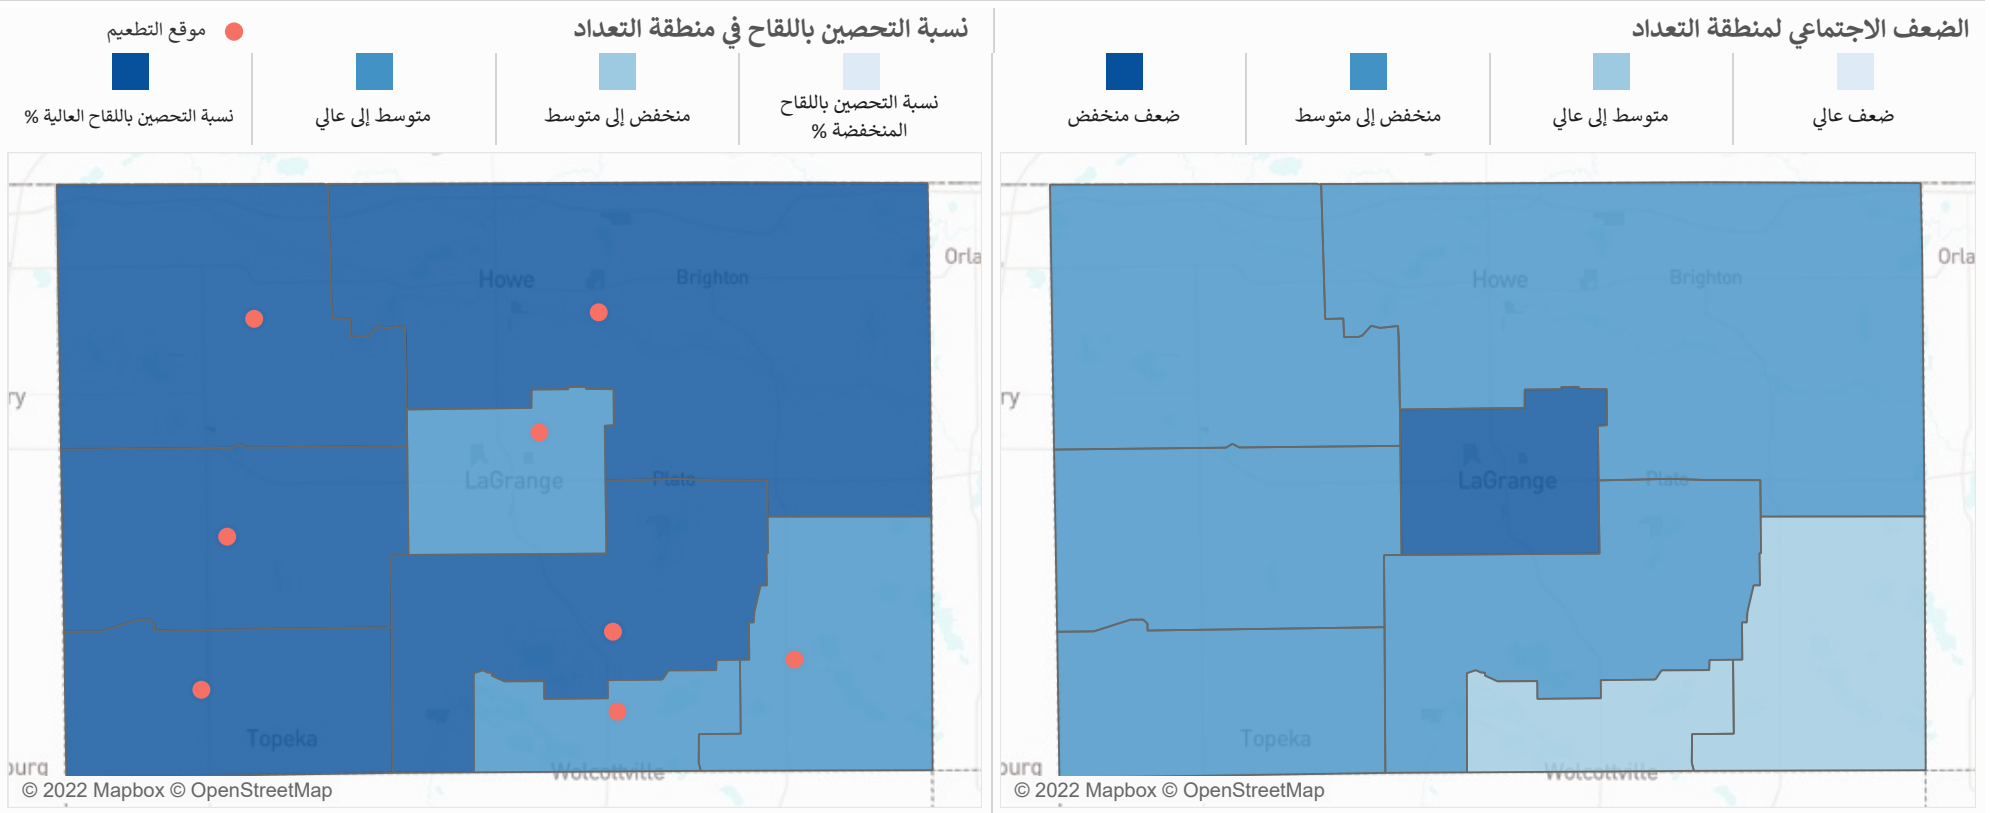 الضعف الاجتماعي لمنطقة التعداد
ضعف عالي
متوسط إلى عالي
منخفض إلى متوسط
ضعف منخفض
Howe
Brighton
Orla
ry
LaGrange
Plato
Topeka
Wolcottville
burg
© 2022 Mapbox © OpenStreetMap
نسبة التحصين باللقاح في منطقة التعداد
موقع التطعيم
نسبة التحصين باللقاح
المنخفضة %
منخفض إلى متوسط
متوسط إلى عالي
نسبة التحصين باللقاح العالية %
Howe
Brighton
Orla
ry
LaGrange
Plato
Topeka
Wolcottville
burg
© 2022 Mapbox © OpenStreetMap